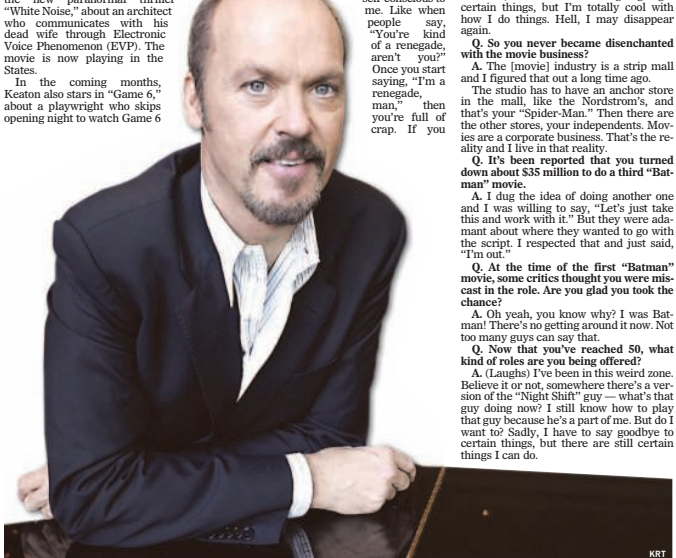 the new paranormal thriller
“White Noise,” about an architect
who communicates with his
dead wife through Electronic
Voice Phenomenon (EVP). The
movie is now playing in the
States.
In the coming months,
Keaton also stars in “Game 6,”
about a playwright who skips
opening night to watch Game 6
self-conscious to
me. Like when
people say,
“You’re kind
of a renegade,
aren’t you?”
Once you start
saying, “I’m a
renegade,
man,” then
you’re full of
crap. If you
certain things, but I’m totally cool with
how I do things. Hell, I may disappear
again.
Q. So you never became disenchanted
with the movie business?
A. The [movie] industry is a strip mall
and I figured that out a long time ago.
The studio has to have an anchor store
in the mall, like the Nordstrom’s, and
that’s your “Spider-Man.” Then there are
the other stores, your independents. Mov-
ies are a corporate business. That’s the re-
ality and I live in that reality.
Q. It’s been reported that you turned
down about $35 million to do a third “Bat-
man” movie.
A. I dug the idea of doing another one
and I was willing to say, “Let’s just take
this and work with it.” But they were ada-
mant about where they wanted to go with
the script. I respected that and just said,
“I’m out.”
Q. At the time of the first “Batman”
movie, some critics thought you were mis-
cast in the role. Are you glad you took the
chance?
A. Oh yeah, you know why? I was Bat-
man! There’s no getting around it now. Not
too many guys can say that.
Q. Now that you’ve reached 50, what
kind of roles are you being offered?
A. (Laughs) I’ve been in this weird zone.
Believe it or not, somewhere there’s a ver-
sion of the “Night Shift” guy — what’s that
guy doing now? I still know how to play
that guy because he’s a part of me. But do I
want to? Sadly, I have to say goodbye to
certain things, but there are still certain
things I can do.
KRT